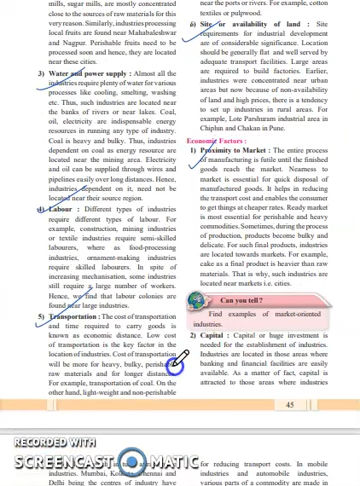 mills, sugar mills, are mostly concentrated
close to the sources of raw materials for this
very reason. Similarly, industries processing
local fruits are found near Mahabaleshwar
and Nagpur. Perishable fruits need to be
processed soon and hence, they are located
near these cities.
3) Water and power supply : Almost all the
industries require plenty of water for various
processes like cooling, smelting, washing
etc. Thus, such industries are located near
the banks of rivers or near lakes. Coal,
oil, electricity are indispensable energy
resources in running any type of industry.
Coal is heavy and bulky. Thus, industries
dependent on coal as energy resource are
located near the mining area. Electricity
and oil can be supplied through wires and
pipelines easily over long distances. Hence,
industries dependent on it, need not be
located near their source region.
4) Labour : Different types of industries
require different types of labour. For
example, construction, mining industries
or textile industries require semi-skilled
labourers, where as food-processing
industries, ornament-making industries
require skilled labourers. In spite of
increasing mechanisation, some industries
still require a large number of workers.
Hence, we find that labour colonies are
found near large industries.
5) Transportation : The cost of transportation
and time required to carry goods is
known as economic distance. Low cost
of transportation is the key factor in the
location of industries. Cost of transportation
will be more for heavy, bulky, perishable
raw materials and for longer distances.
For example, transportation of coal. On the
other hand, light-weight and non-perishable
near the ports or rivers. For example, cotton
textiles or pulpwood.
6) Site or availability of land : Site
requirements for industrial development
are of considerable significance. Location
should be generally flat and well served by
adequate transport facilities. Large areas
are required to build factories. Earlier,
industries were concentrated near urban
areas but now because of non-availability
of land and high prices, there is a tendency
to set up industries in rural areas. For
example, Lote Parshuram industrial area in
Chiplun and Chakan in Pune.
Economic Factors :
1) Proximity to Market : The entire process
of manufacturing is futile until the finished
goods reach the market. Nearness to
market is essential for quick disposal of
manufactured goods. It helps in reducing
the transport cost and enables the consumer
to get things at cheaper rates. Ready market
is most essential for perishable and heavy
commodities. Sometimes, during the process
of production, products become bulky and
delicate. For such final products, industries
are located towards markets. For example,
cake as a final product is heavier than raw
materials. That is why, such industries are
located near markets i.e. cities.
Can you tell?
Find examples of market-oriented
industries.
2) Capital : Capital or huge investment is
needed for the establishment of industries.
Industries are located in those areas where
banking and financial facilities are easily
available. As a matter of fact, capital is
attracted to those areas where industries
45
RECORDED WITH
SCREENCAST MATIC
industries. Mumbai, Kolkata, Chennai and
Delhi being the centres of industry have
for reducing transport costs. In mobile
industries and automobile industries,
various parts of a commodity are made in